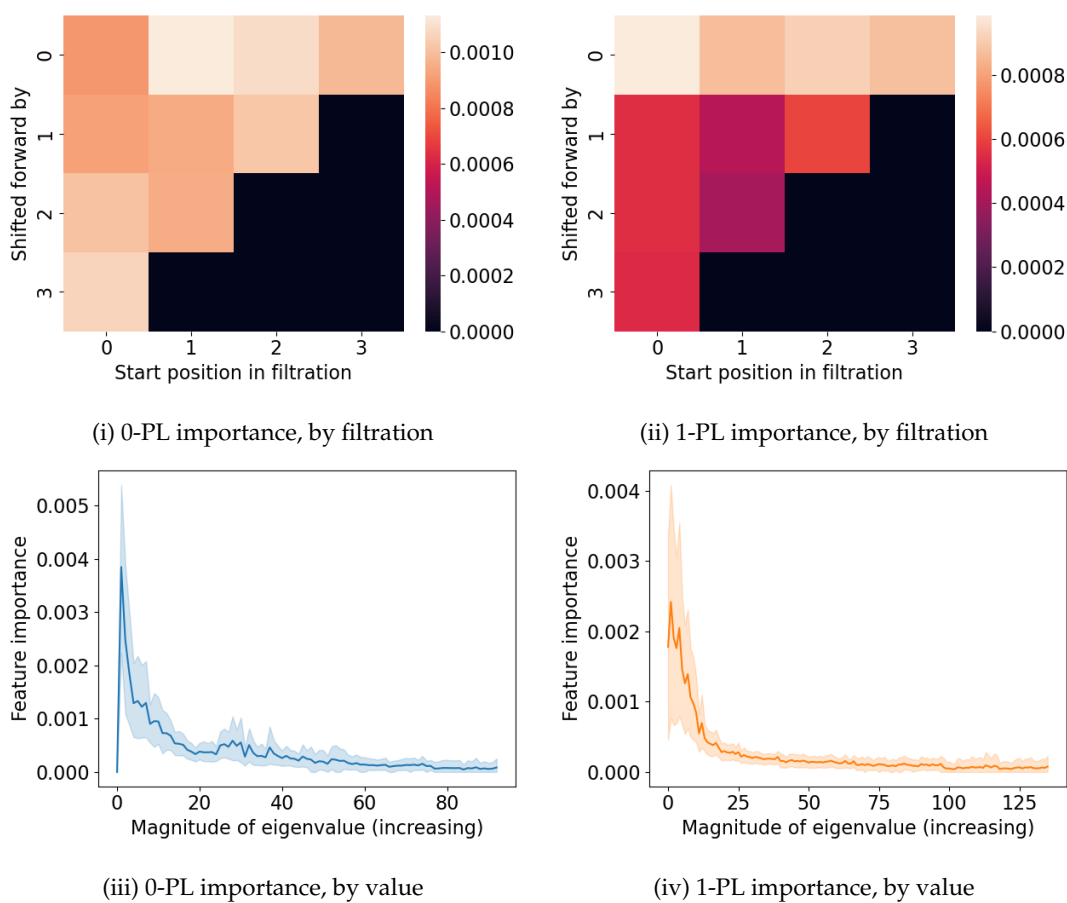 Shifted forward by
0
1
2
3
0 1 2 3
Start position in filtration
0.0010
0.0008
0.0006
0.0004
0.0002
0.0000
(i) 0-PL importance, by filtration
Shifted forward by
0
1
2
3
0 1 2 3
Start position in filtration
0.0008
0.0006
0.0004
0.0002
0.0000
(ii) 1-PL importance, by filtration
Feature importance
0.005
0.004
0.003
0.002
0.001
0.000
0 20 40 60 80
Magnitude of eigenvalue (increasing)
(iii) 0-PL importance, by value
Feature importance
0.004
0.003
0.002
0.001
0.000
0 25 50 75 100 125
Magnitude of eigenvalue (increasing)
(iv) 1-PL importance, by value